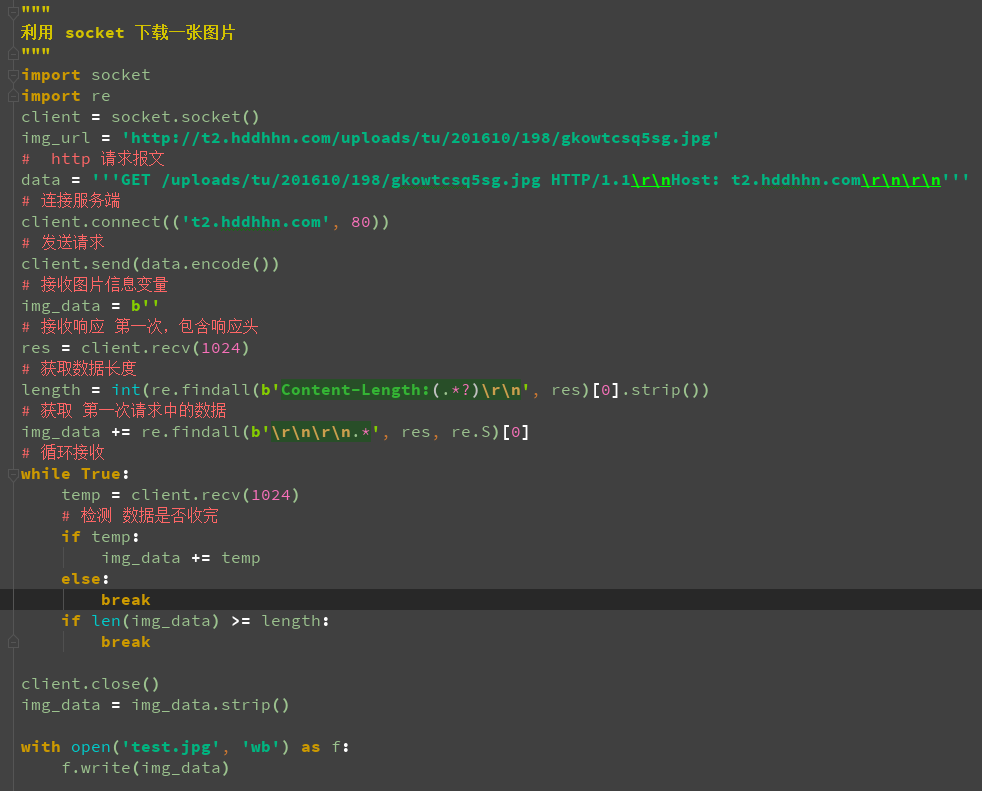 """
利用 socket 下载一张图片
"""
import socket
import re
client = socket.socket()
img_url = 'http://t2.hddhhn.com/uploads/tu/201610/198/gkowtcsq5sg.jpg'
#  http 请求报文
data = '''GET /uploads/tu/201610/198/gkowtcsq5sg.jpg HTTP/1.1\r\nHost: t2.hddhhn.com\r\n\r\n'''
# 连接服务端
client.connect(('t2.hddhhn.com', 80))
# 发送请求
client.send(data.encode())
# 接收图片信息变量
img_data = b''
# 接收响应 第一次，包含响应头
res = client.recv(1024)
# 获取数据长度
length = int(re.findall(b'Content-Length:(.*?)\r\n', res)[0].strip())
# 获取 第一次请求中的数据
img_data += re.findall(b'\r\n\r\n.*', res, re.S)[0]
# 循环接收
while True:
    temp = client.recv(1024)
    # 检测 数据是否收完
    if temp:
        img_data += temp
    else:
        break
    if len(img_data) >= length:
        break
client.close()
img_data = img_data.strip()
with open('test.jpg', 'wb') as f:
    f.write(img_data)